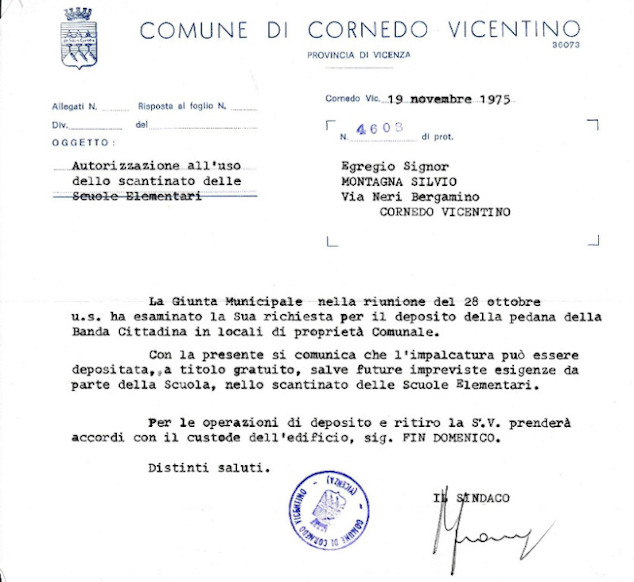 COMUNE DI CORNEDO VICENTINO
36073
PROVINCIA DI VICENZA
Allegati N. Risposta al foglio N.
Div. del
OGGETTO:
Autorizzazione all'uso
dello scantinato delle
Scuole Elementari
Cornedo Vic. 19 novembre 1975
N. 4603 di prot.
Egregio Signor
MONTAGNA SILVIO
Via Neri Bergamino
CORNEDO VICENTINO
La Giunta Municipale nella riunione del 28 ottobre
u.s. ha esaminato la Sua richiesta per il deposito della pedana della
Banda Cittadina in locali di proprietà Comunale.
Con la presente si comunica che l'impalcatura può essere
depositata, a titolo gratuito, salve future impreviste esigenze da
parte della Scuola, nello scantinato delle Scuole Elementari.
Per le operazioni di deposito e ritiro la S.V. prenderà
accordi con il custode dell'edificio, sig. FIN DOMENICO.
Distinti saluti.
IL SINDACO
COMUNE DI CORNEDO VICENTINO
(VICENZA)